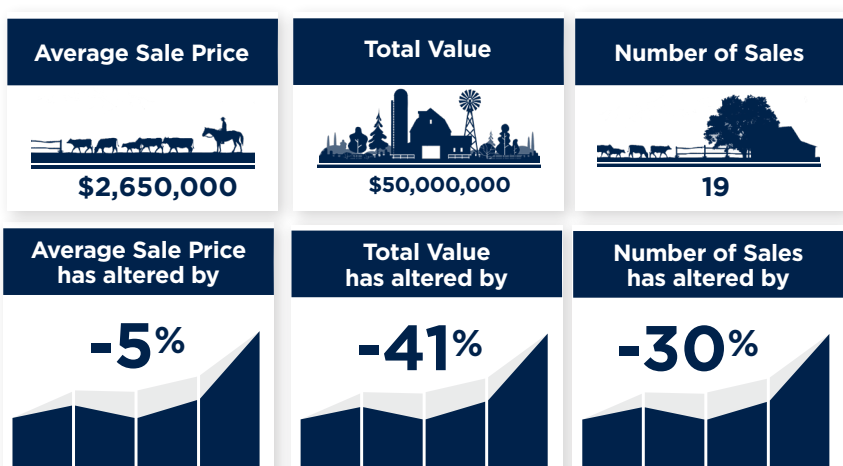 Average Sale Price
$2,650,000
Total Value
$50,000,000
Number of Sales
19
Average Sale Price
has altered by
-5%
Total Value
has altered by
-41%
Number of Sales
has altered by
-30%